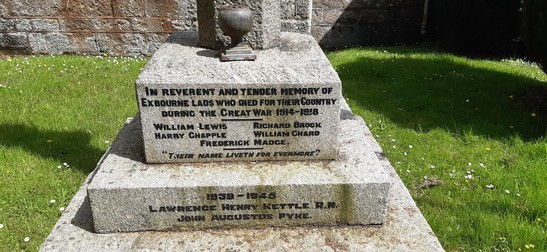 IN REVERENT AND TENDER MEMORY OF
EXBOURNE LADS WHO DIED FOR THEIR COUNTRY
DURING THE GREAT WAR 1914-1918
WILLIAM LEWIS RICHARD BROCK
HARRY CHAPPLE WILLIAM CHARD
FREDERICK MADGE.
"THEIR NAME LIVETH FOR EVERMORE"
1939-1945
LAWRENCE HENRY KETTLE R.N.
JOHN AUGUSTUS PYKE.